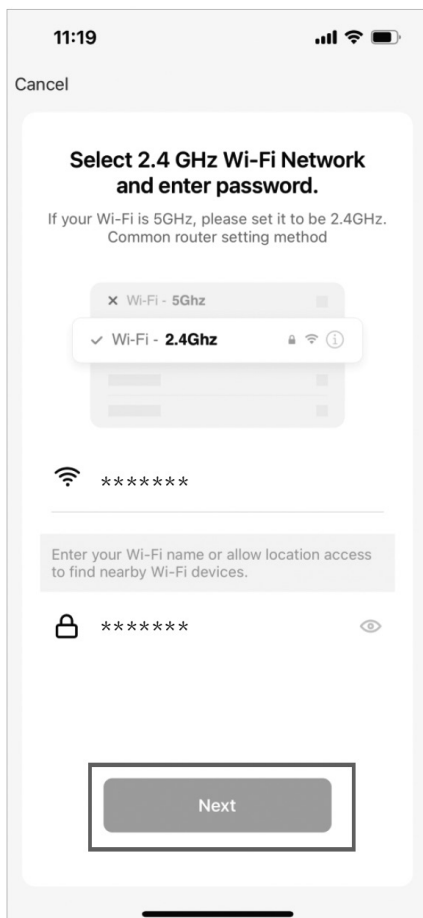 11:19
Cancel
Select 2.4 GHz Wi-Fi Network
and enter password.
If your Wi-Fi is 5GHz, please set it to be 2.4GHz.
Common router setting method
Wi-Fi - 5Ghz
Wi-Fi - 2.4Ghz
*******
Enter your Wi-Fi name or allow location access
to find nearby Wi-Fi devices.
*******
Next